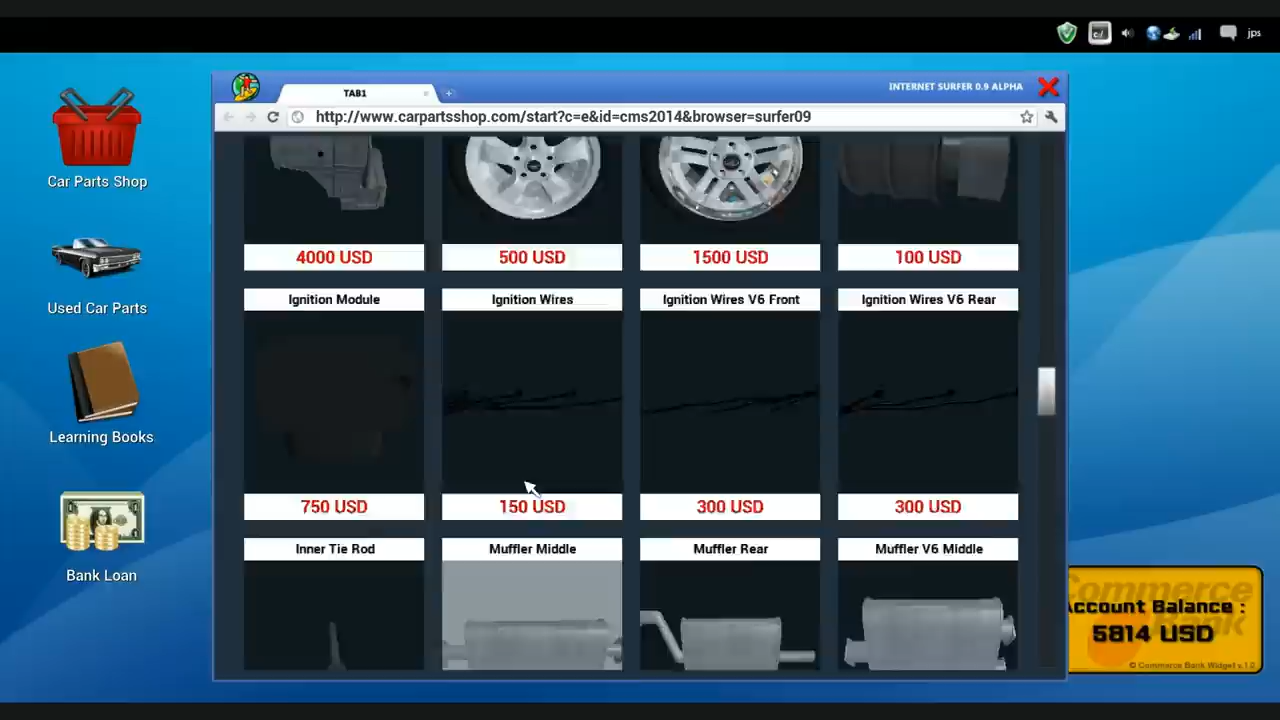 c:/
jps
TAB1
INTERNET SURFER 0.9 ALPHA
http://www.carpartsshop.com/start?c=e&id=cms2014&browser=surfer09
Car Parts Shop
Used Car Parts
Learning Books
Bank Loan
4000 USD
500 USD
1500 USD
100 USD
Ignition Module
Ignition Wires
Ignition Wires V6 Front
Ignition Wires V6 Rear
750 USD
150 USD
300 USD
300 USD
Inner Tie Rod
Muffler Middle
Muffler Rear
Muffler V6 Middle
Commerce
Bank
Account Balance :
5814 USD
© Commerce Bank Widget v.1.0